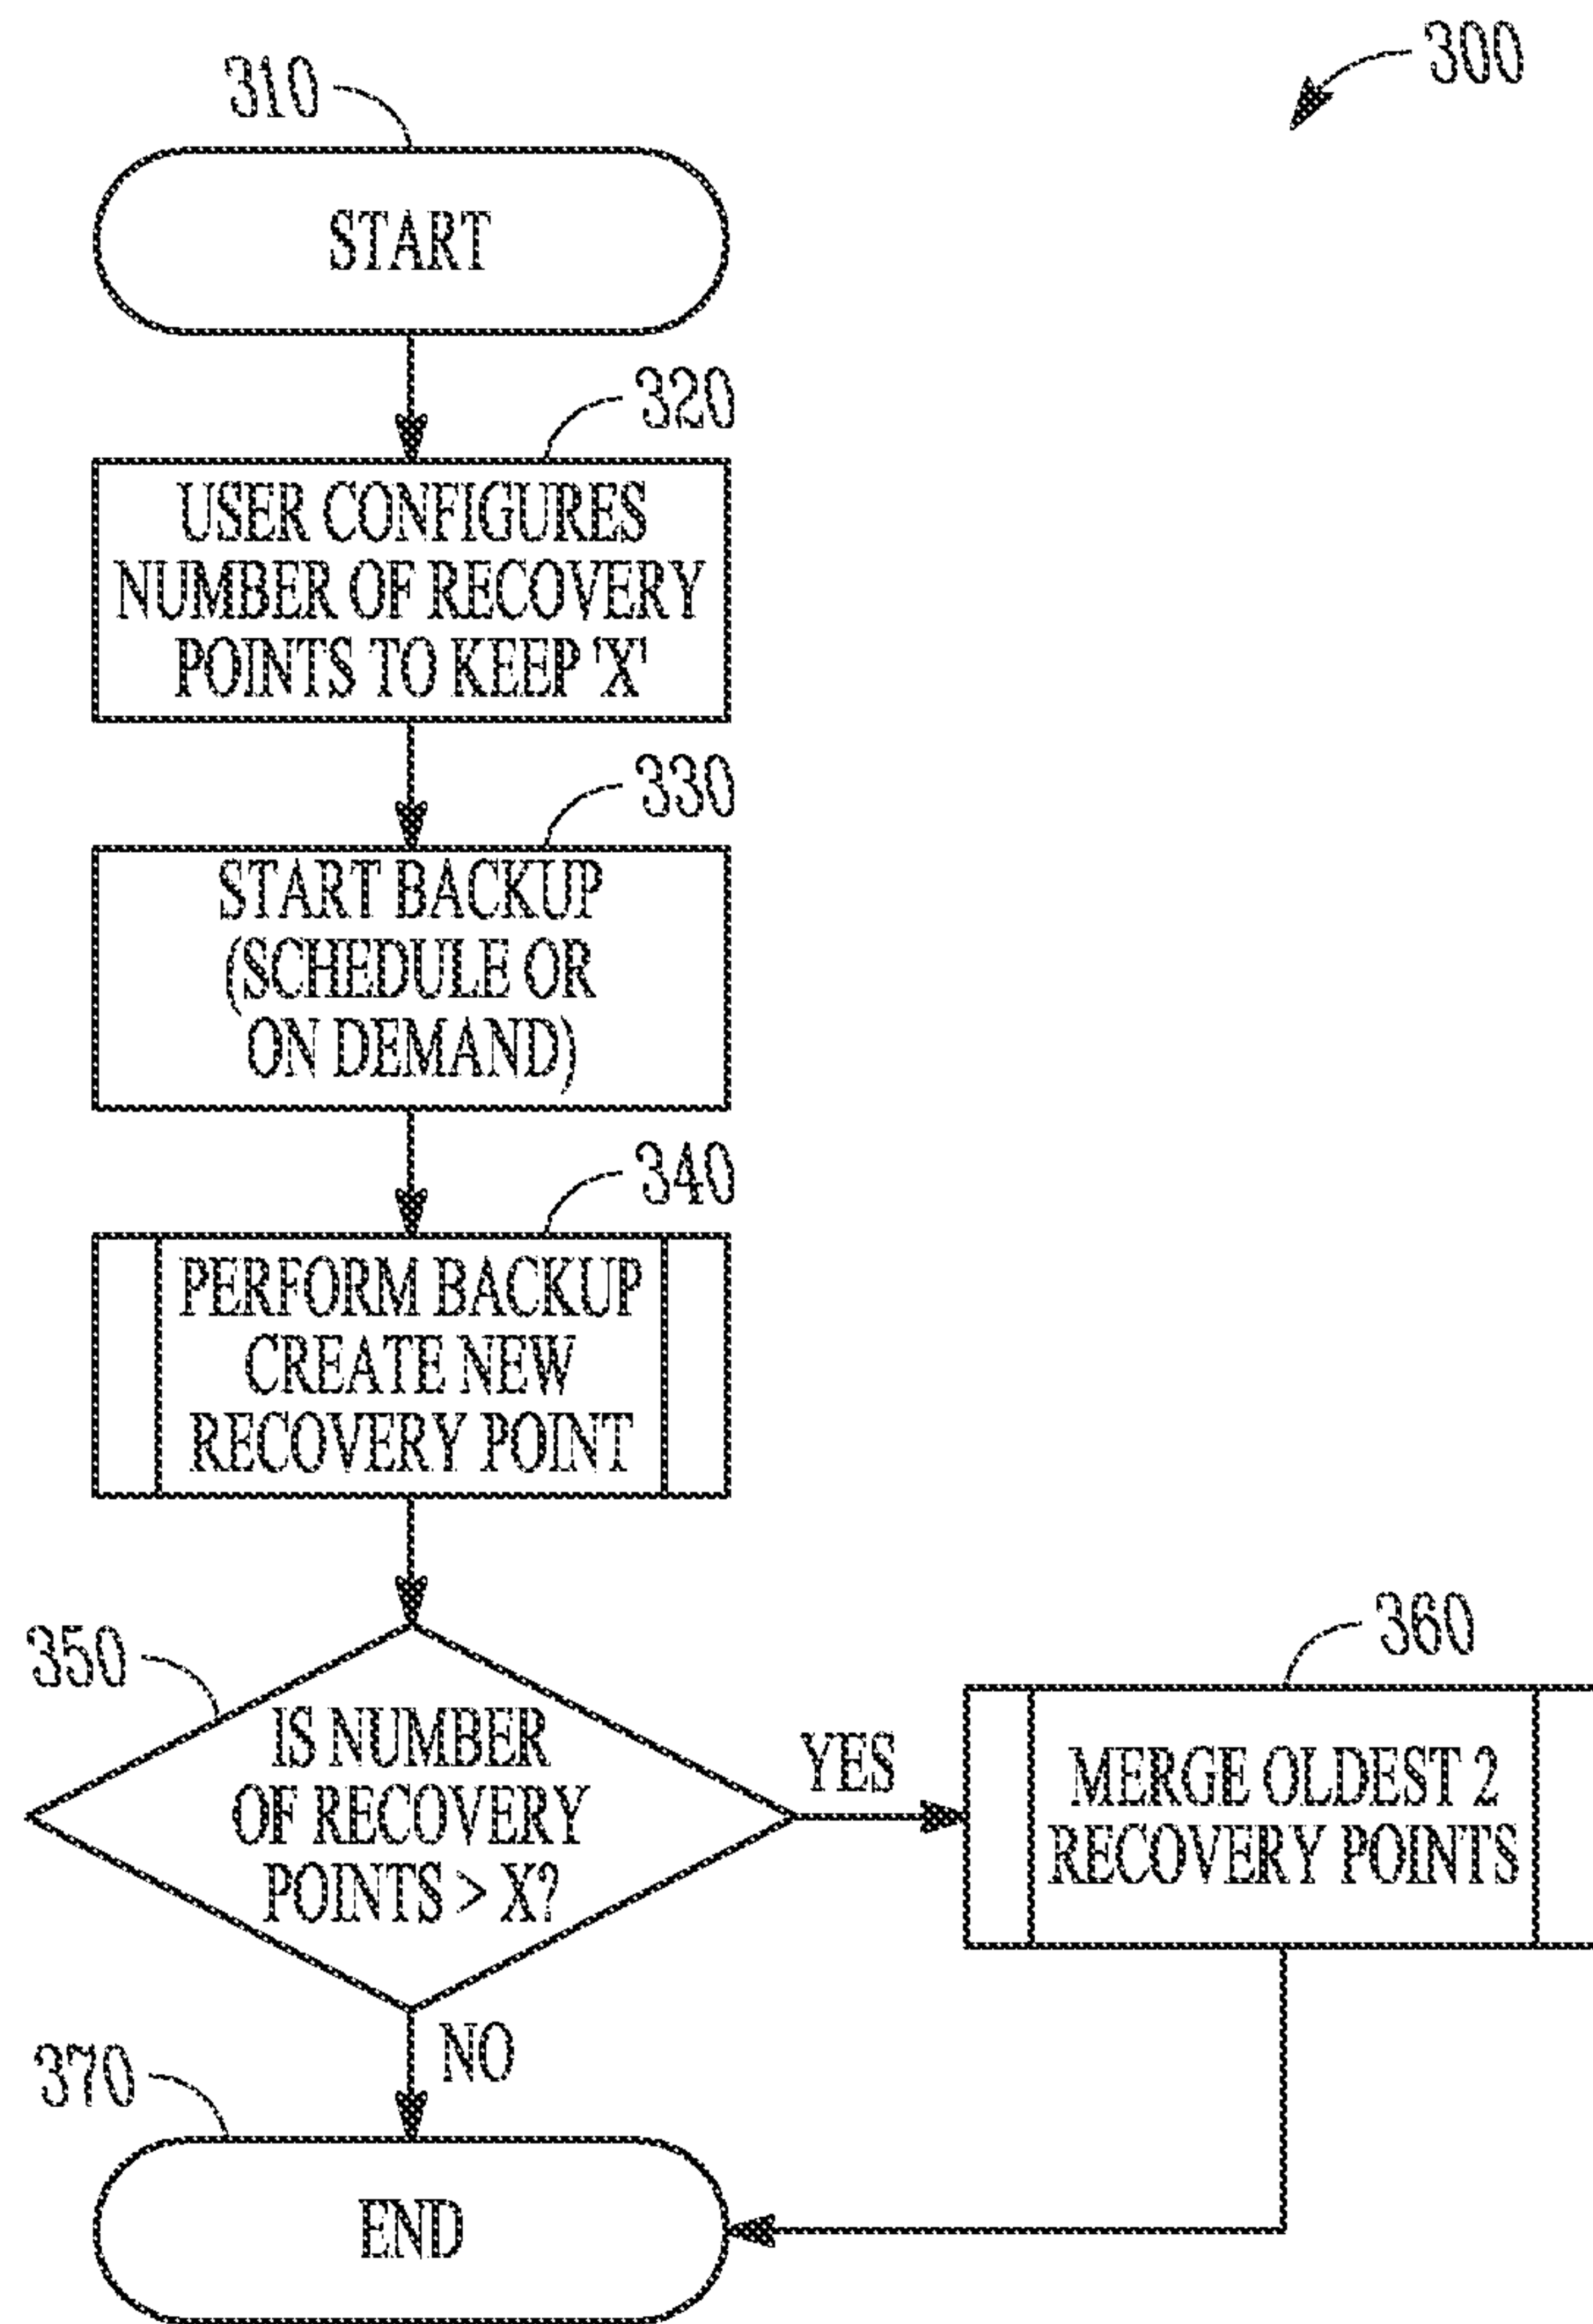 300
310
START
320
USER CONFIGURES
NUMBER OF RECOVERY
POINTS TO KEEP 'X'
330
START BACKUP
(SCHEDULE OR
ON DEMAND)
340
PERFORM BACKUP
CREATE NEW
RECOVERY POINT
350
IS NUMBER
OF RECOVERY
POINTS > X?
YES
360
MERGE OLDEST 2
RECOVERY POINTS
NO
370
END